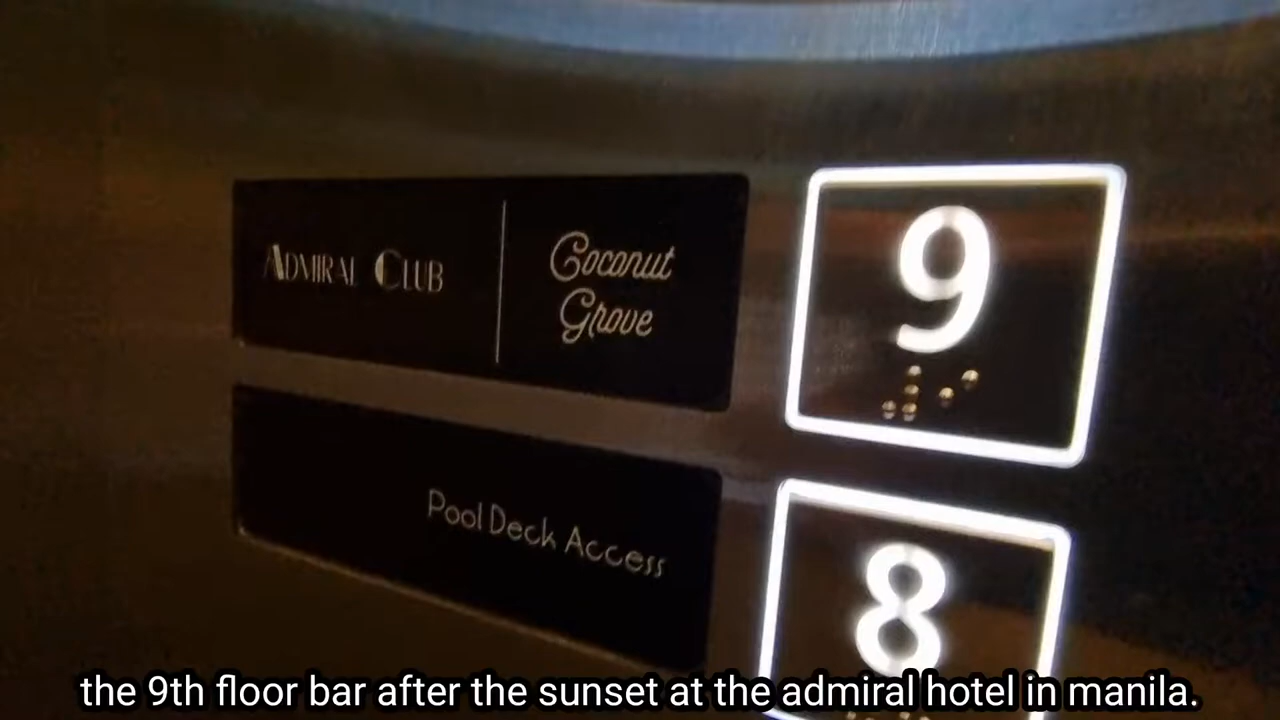 Admiral Club
Coconut
Grove
9
Pool Deck Access
8
the 9th floor bar after the sunset at the admiral hotel in manila.